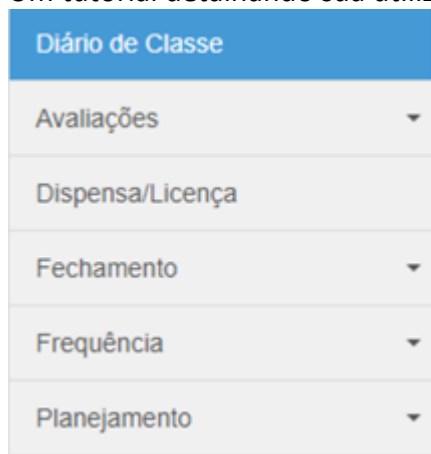 Diário de Classe
Avaliações
Dispensa/Licença
Fechamento
Frequência
Planejamento